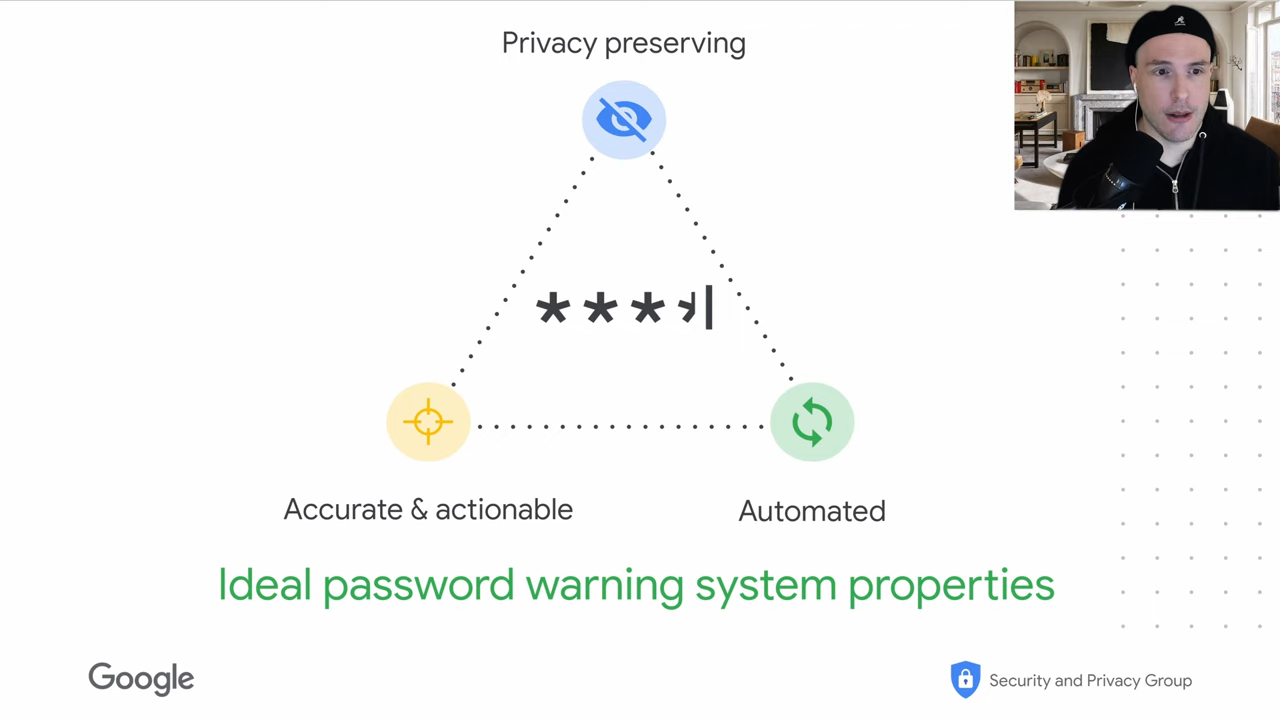 Privacy preserving
****|
Accurate & actionable
Automated
Ideal password warning system properties
Google
Security and Privacy Group